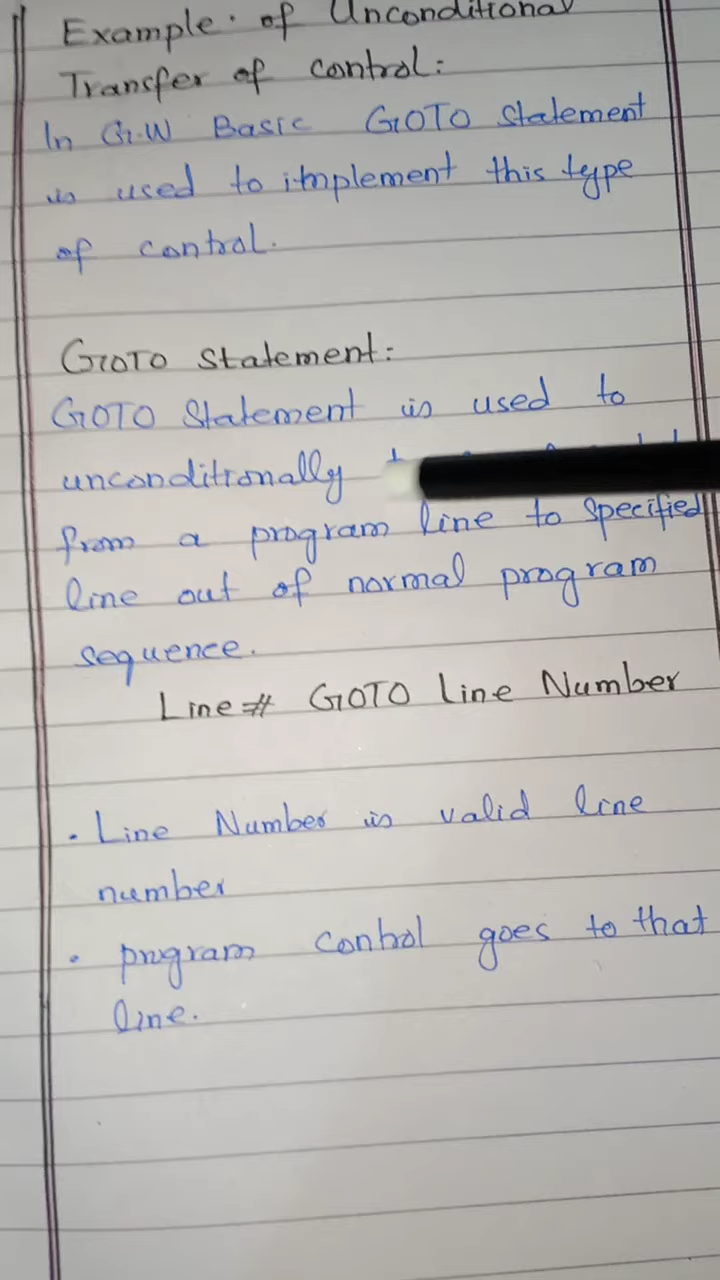 Example of Unconditional
Transfer of control:
In G.W Basic GOTO Statement
is used to implement this type
of control.
GOTO Statement:
GOTO Statement is used to
unconditionally
from a program line to specified
line out of normal program
sequence.
Line# GOTO Line Number
. Line Number is valid line
number
. program control goes to that
line.